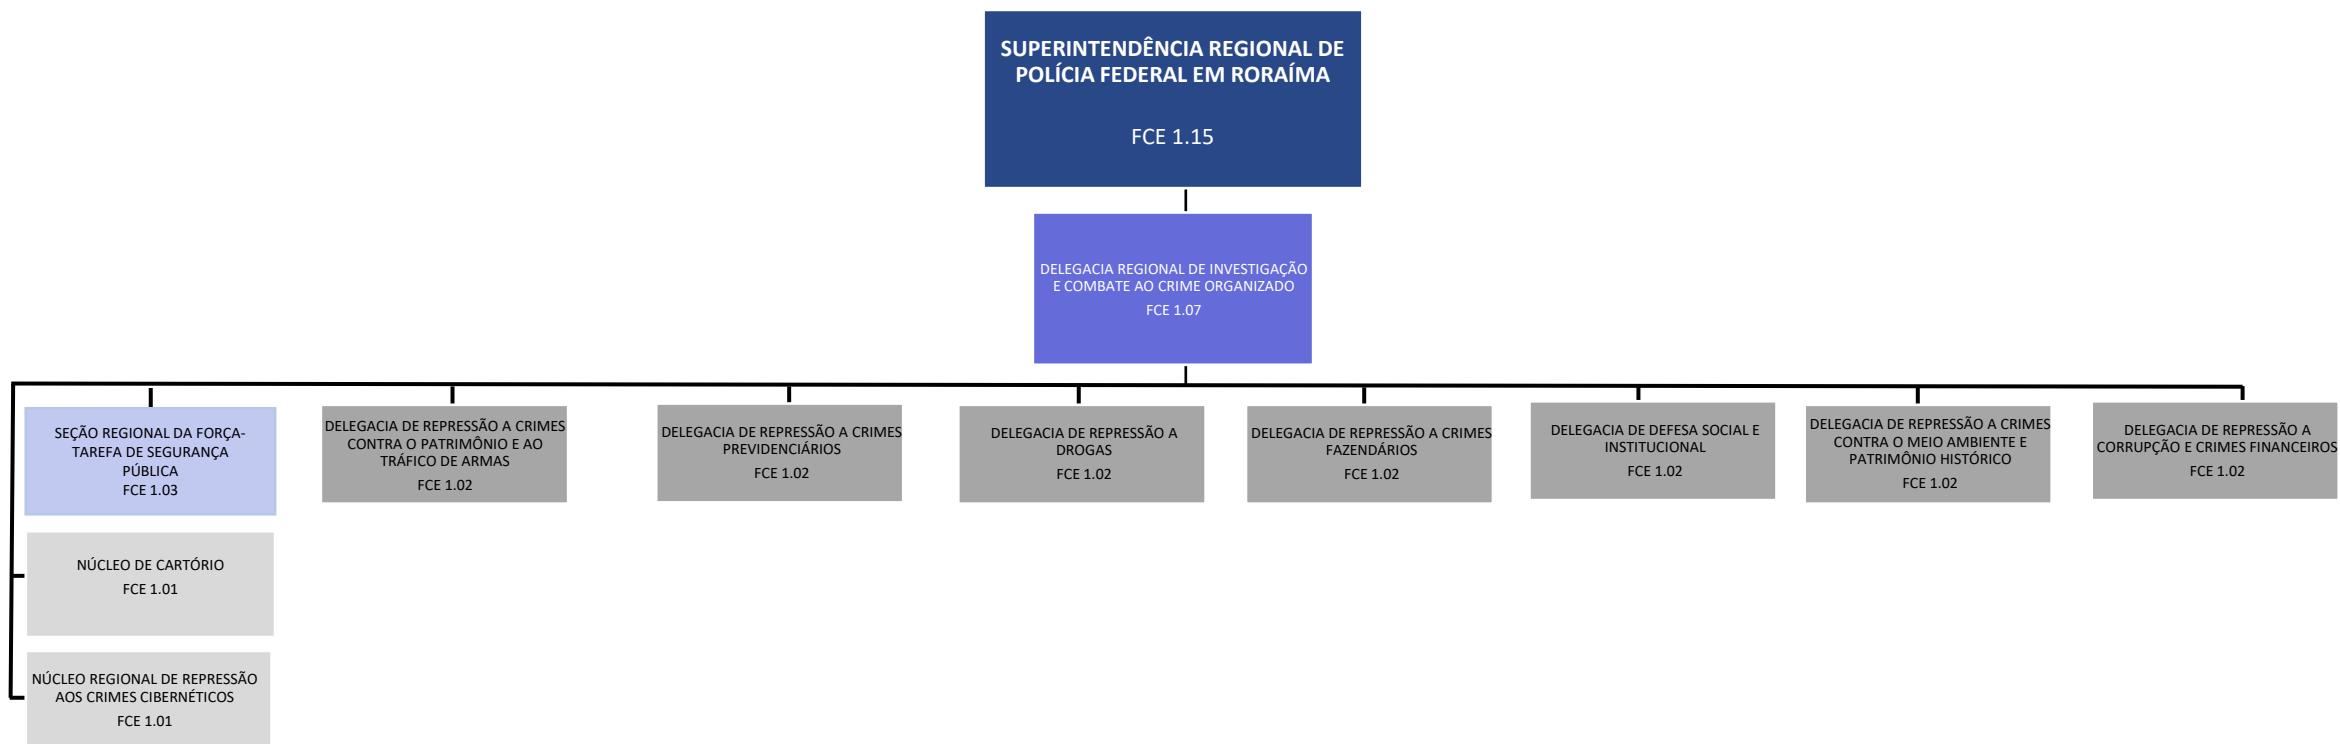 SUPERINTENDÊNCIA REGIONAL DE
POLÍCIA FEDERAL EM RORAÍMA
FCE 1.15
DELEGACIA REGIONAL DE INVESTIGAÇÃO
E COMBATE AO CRIME ORGANIZADO
FCE 1.07
SEÇÃO REGIONAL DA FORÇA-
TAREFA DE SEGURANÇA
PÚBLICA
FCE 1.03
DELEGACIA DE REPRESSÃO A CRIMES
CONTRA O PATRIMÔNIO E AO
TRÁFICO DE ARMAS
FCE 1.02
DELEGACIA DE REPRESSÃO A CRIMES
PREVIDENCIÁRIOS
FCE 1.02
DELEGACIA DE REPRESSÃO A
DROGAS
FCE 1.02
DELEGACIA DE REPRESSÃO A CRIMES
FAZENDÁRIOS
FCE 1.02
DELEGACIA DE DEFESA SOCIAL E
INSTITUCIONAL
FCE 1.02
DELEGACIA DE REPRESSÃO A CRIMES
CONTRA O MEIO AMBIENTE E
PATRIMÔNIO HISTÓRICO
FCE 1.02
DELEGACIA DE REPRESSÃO A
CORRUPÇÃO E CRIMES FINANCEIROS
FCE 1.02
NÚCLEO DE CARTÓRIO
FCE 1.01
NÚCLEO REGIONAL DE REPRESSÃO
AOS CRIMES CIBERNÉTICOS
FCE 1.01